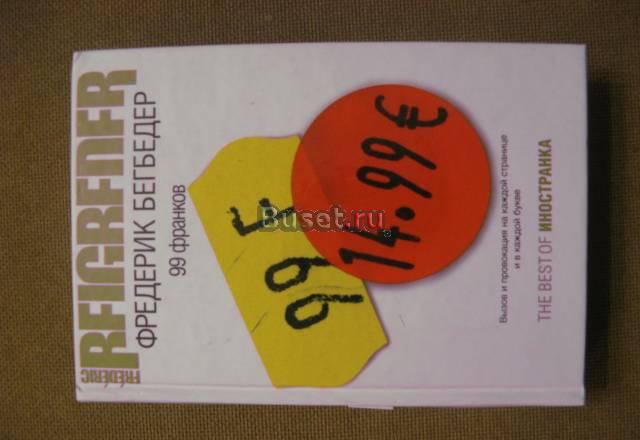 FRÉDÉRIC
BEIGBEDER
ФРЕДЕРИК БЕГБЕДЕР
99 франков
99 F
14.99 €
Buset.ru
Вызов и провокация на каждой странице
и в каждой букве
THE BEST OF ИНОСТРАНКА